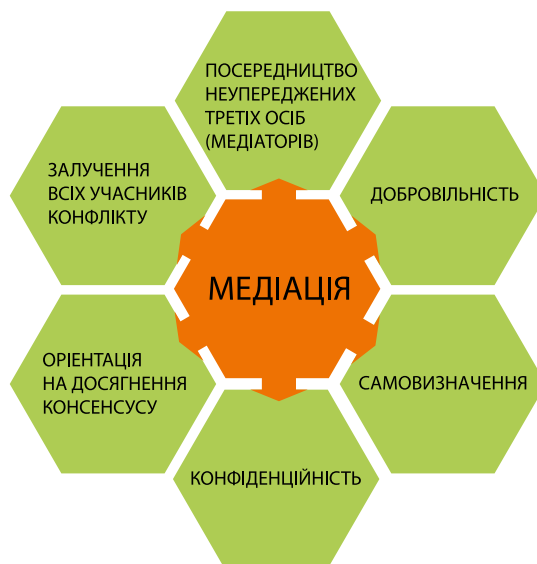 ПОСЕРЕДНИЦТВО
НЕУПЕРЕДЖЕНИХ
ТРЕТІХ ОСІБ
(МЕДІАТОРІВ)
ЗАЛУЧЕННЯ
ВСІХ УЧАСНИКІВ
КОНФЛІКТУ
ДОБРОВІЛЬНІСТЬ
МЕДІАЦІЯ
ОРІЄНТАЦІЯ
НА ДОСЯГНЕННЯ
КОНСЕНСУСУ
САМОВИЗНАЧЕННЯ
КОНФІДЕНЦІЙНІСТЬ